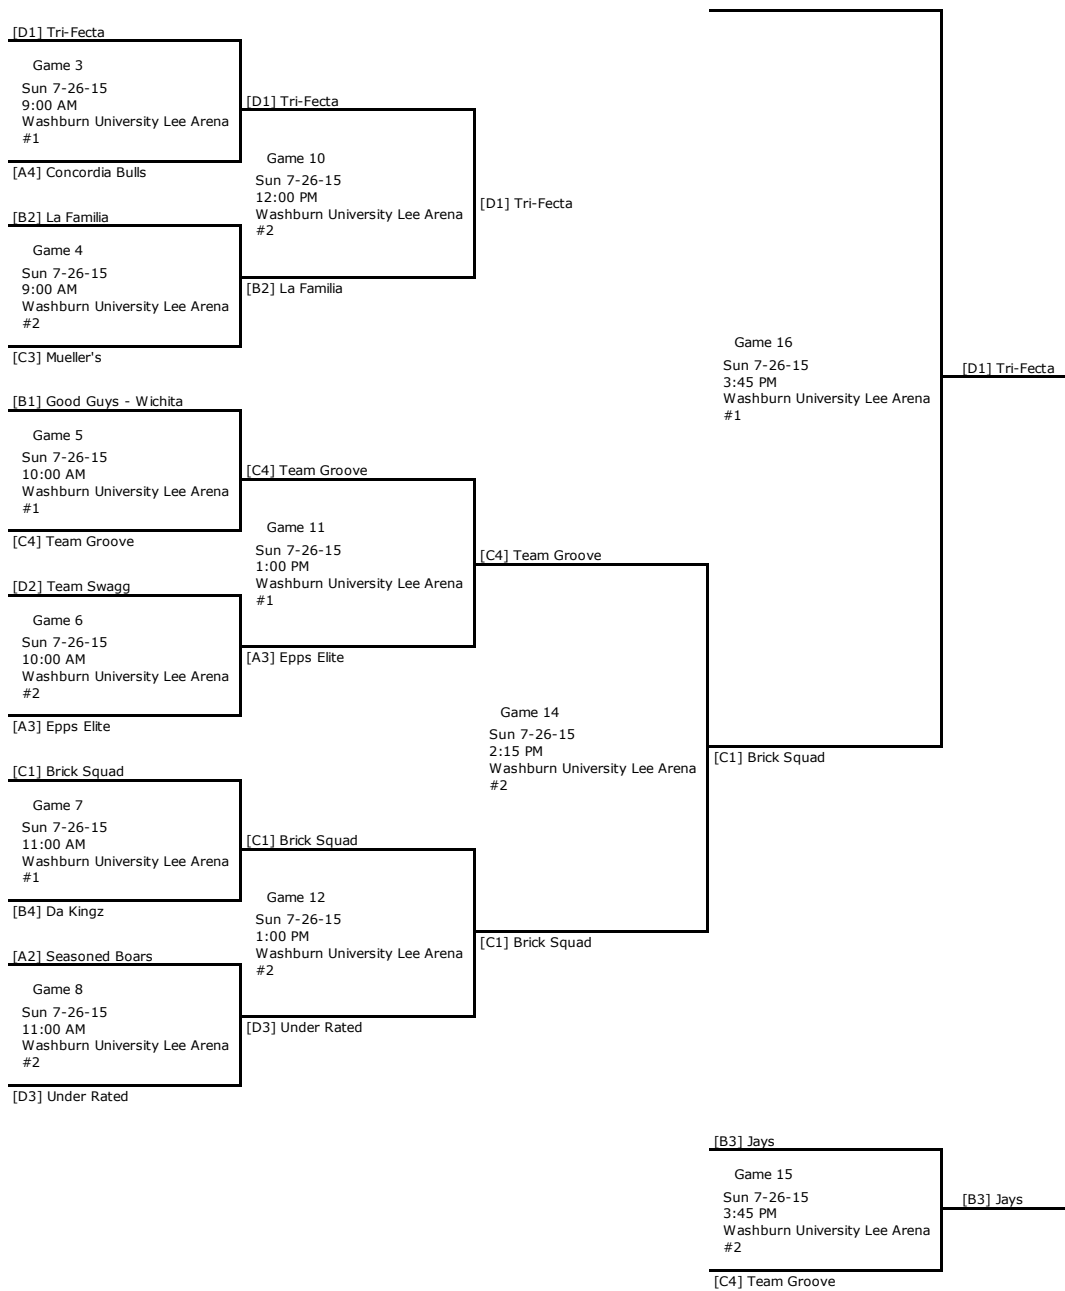 [D1] Tri-Fecta
Game 3
Sun 7-26-15
9:00 AM
Washburn University Lee Arena
#1
[A4] Concordia Bulls
[B2] La Familia
Game 4
Sun 7-26-15
9:00 AM
Washburn University Lee Arena
#2
[C3] Mueller's
[B1] Good Guys - Wichita
Game 5
Sun 7-26-15
10:00 AM
Washburn University Lee Arena
#1
[C4] Team Groove
[D2] Team Swagg
Game 6
Sun 7-26-15
10:00 AM
Washburn University Lee Arena
#2
[A3] Epps Elite
[C1] Brick Squad
Game 7
Sun 7-26-15
11:00 AM
Washburn University Lee Arena
#1
[B4] Da Kingz
[A2] Seasoned Boars
Game 8
Sun 7-26-15
11:00 AM
Washburn University Lee Arena
#2
[D3] Under Rated
[D1] Tri-Fecta
Game 10
Sun 7-26-15
12:00 PM
Washburn University Lee Arena
#2
[B2] La Familia
[C4] Team Groove
Game 11
Sun 7-26-15
1:00 PM
Washburn University Lee Arena
#1
[A3] Epps Elite
[C1] Brick Squad
Game 12
Sun 7-26-15
1:00 PM
Washburn University Lee Arena
#2
[D3] Under Rated
[D1] Tri-Fecta
[C4] Team Groove
Game 14
Sun 7-26-15
2:15 PM
Washburn University Lee Arena
#2
[C1] Brick Squad
Game 16
Sun 7-26-15
3:45 PM
Washburn University Lee Arena
#1
[C1] Brick Squad
[D1] Tri-Fecta
[B3] Jays
Game 15
Sun 7-26-15
3:45 PM
Washburn University Lee Arena
#2
[C4] Team Groove
[B3] Jays